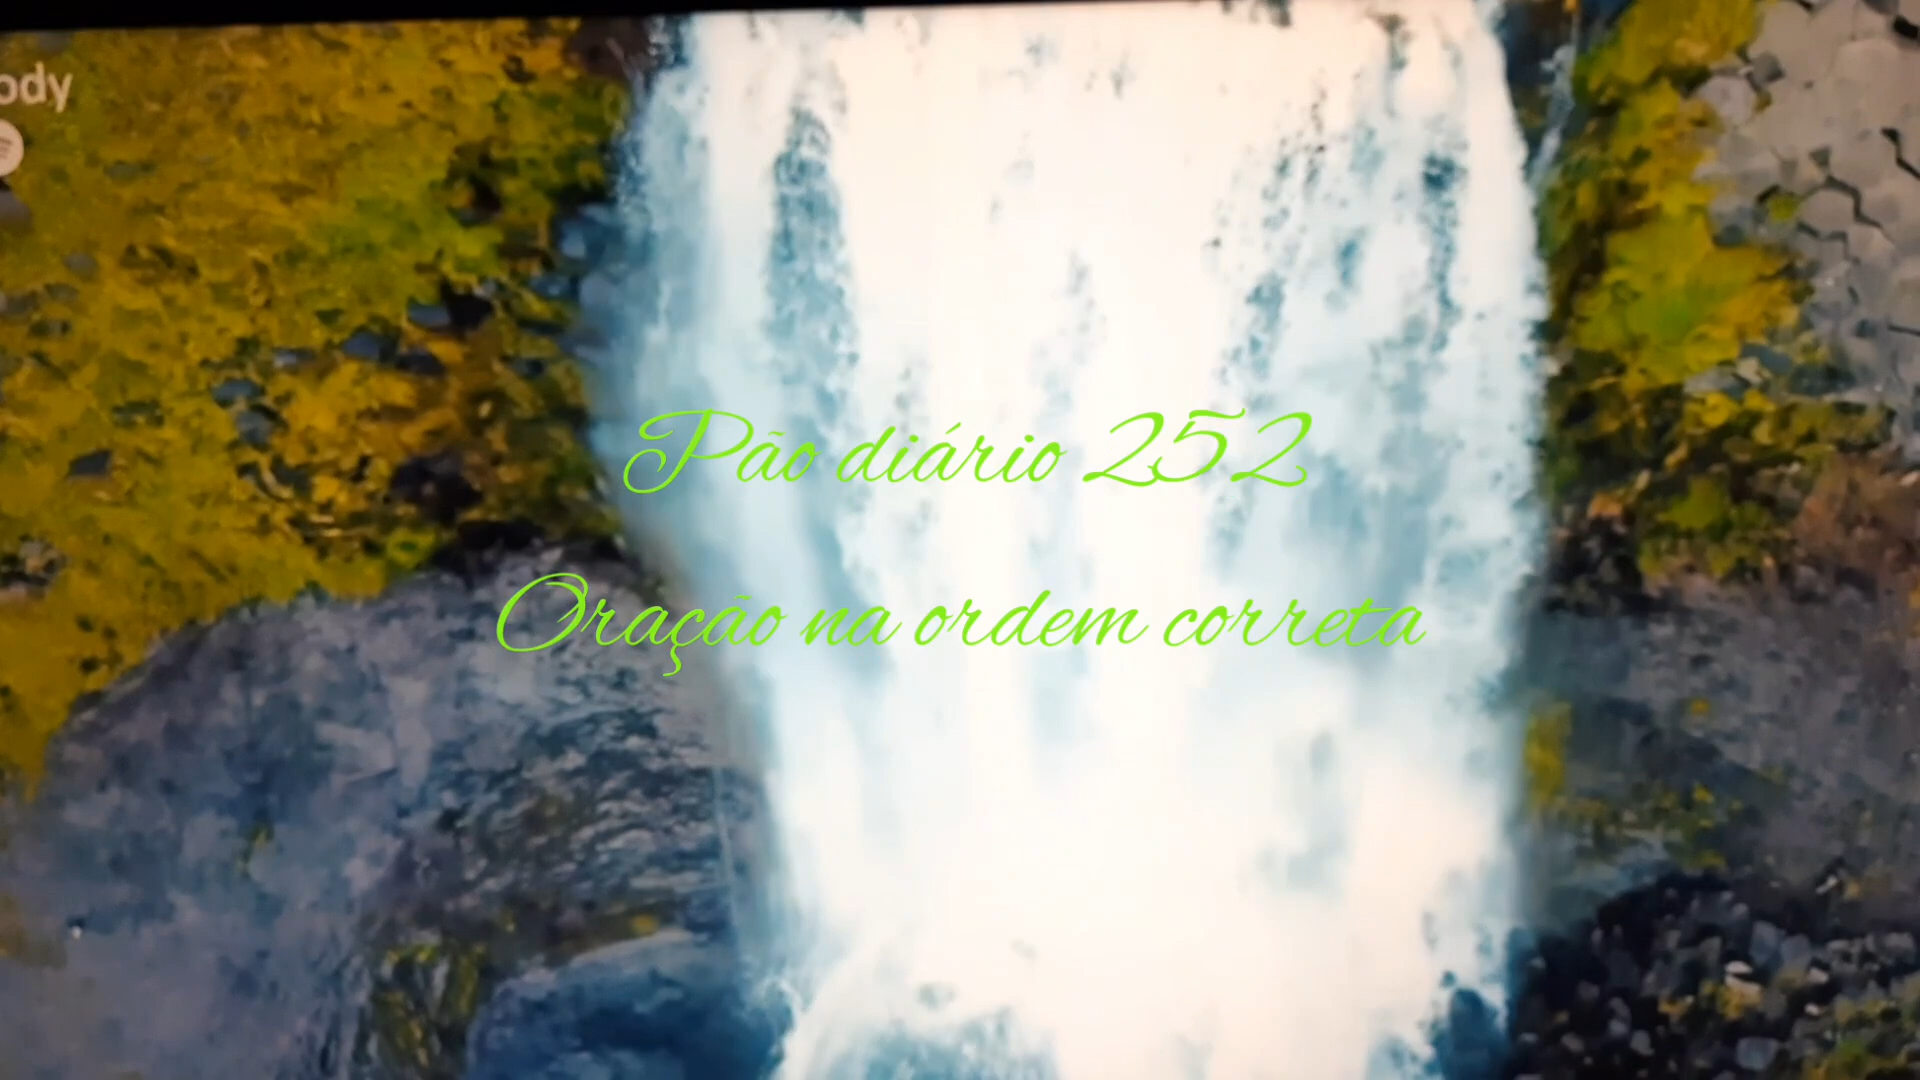 ody
Pão diário 252
Oração na ordem correta